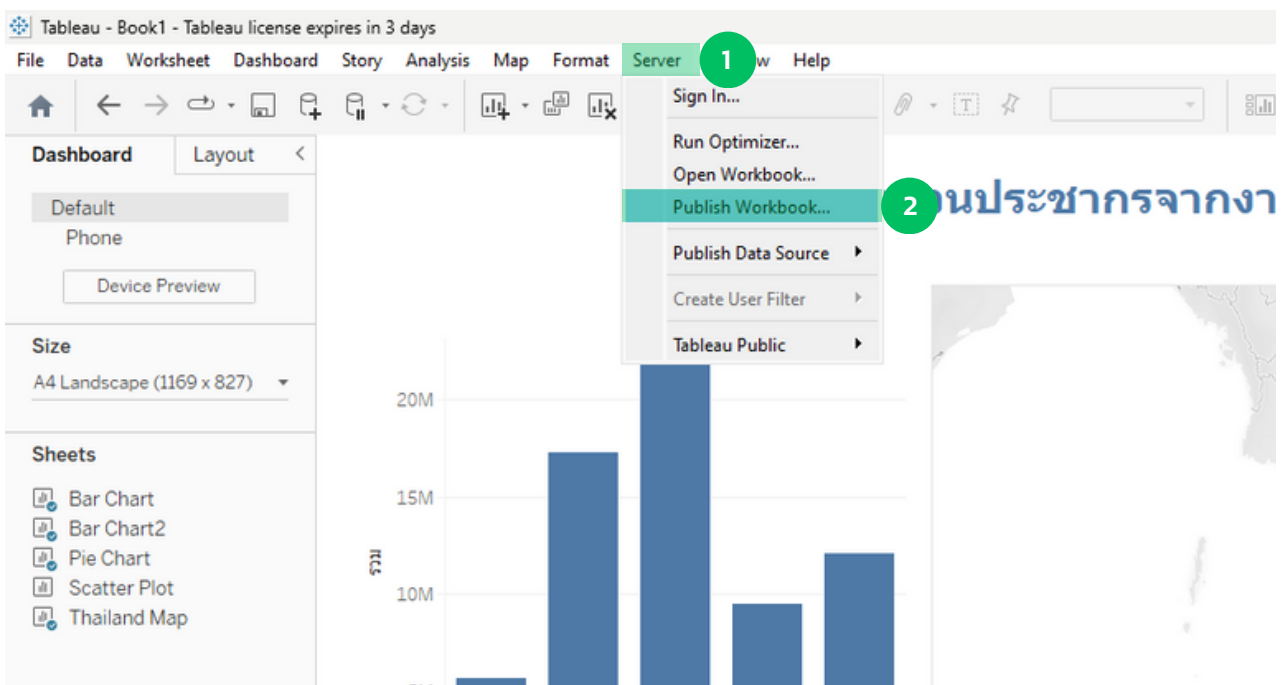 Tableau - Book1 - Tableau license expires in 3 days
File Data Worksheet Dashboard Story Analysis Map Format Server 1 w Help
Sign In...
Run Optimizer...
Open Workbook...
Publish Workbook... 2
Publish Data Source
Create User Filter
Tableau Public
Dashboard Layout
Default
Phone
Device Preview
Size
A4 Landscape (1169 x 827)
Sheets
Bar Chart
Bar Chart2
Pie Chart
Scatter Plot
Thailand Map
นประชากรจากงา
20M
15M
รวม
10M